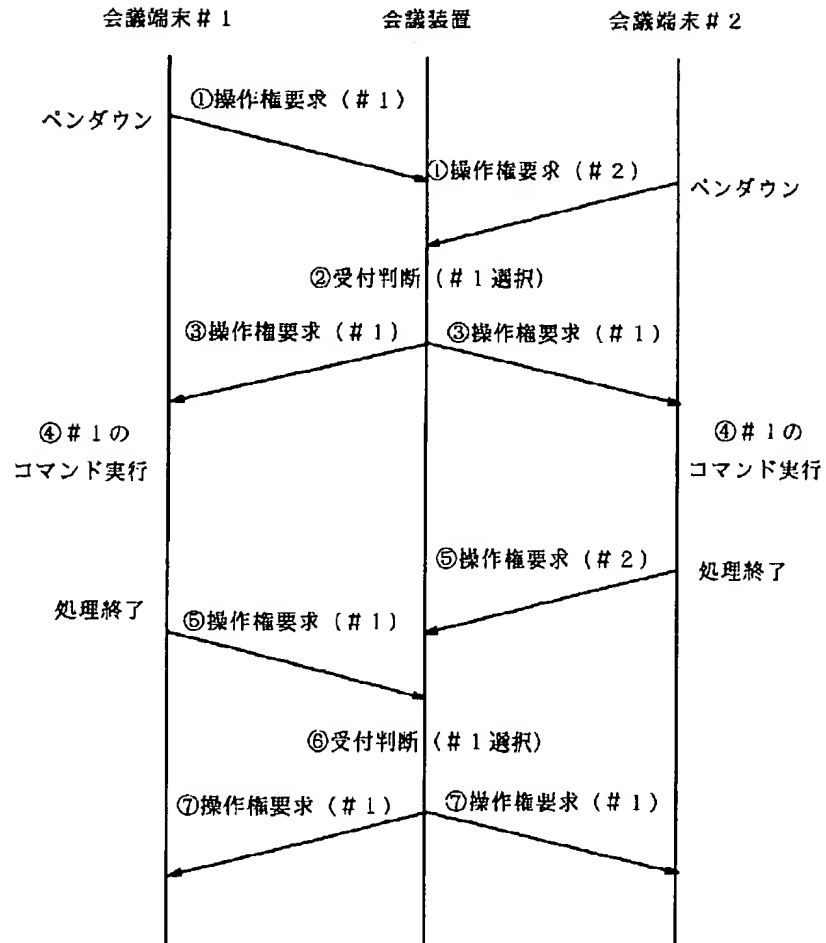 会議端末#1 会議装置 会議端末#2
①操作権要求(#1)
ペンダウン
①操作権要求(#2)
ペンダウン
②受付判断(#1選択)
③操作権要求(#1) ③操作権要求(#1)
④#1の
コマンド実行
④#1の
コマンド実行
⑤操作権要求(#2)
処理終了
処理終了
⑤操作権要求(#1)
⑥受付判断(#1選択)
⑦操作権要求(#1) ⑦操作権要求(#1)